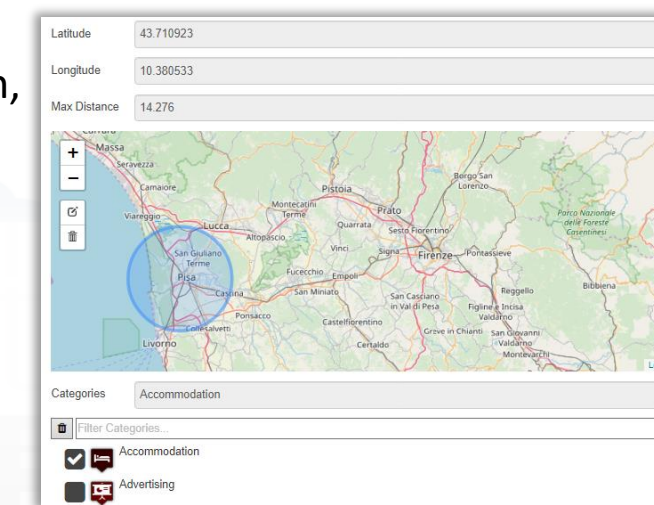 n,
Latitude 43.710923
Longitude 10.380533
Max Distance 14.276
+
Massa
Seravezza
−
Borgo San
Lorenzo
Camaiore
Pistoia
Montecatini
Terme
Prato
Parco Nazionale
delle Foreste
Casentinesi
Viareggio
Lucca
Quarrata
Sesto Fiorentino
Altopascio
Signa
Firenze
Pontassieve
San Giuliano
Terme
Vinci
Pisa
Fucecchio
Empoli
Bibbiena
Cascina
San Miniato
San Casciano
in Val di Pesa
Reggello
Ponsacco
Figline e Incisa
Valdarno
Collesalvetti
Castelfiorentino
Greve in Chianti
San Giovanni
Valdarno
Livorno
Certaldo
Montevarchi
Categories Accommodation
Filter Categories...
Accommodation
Advertising